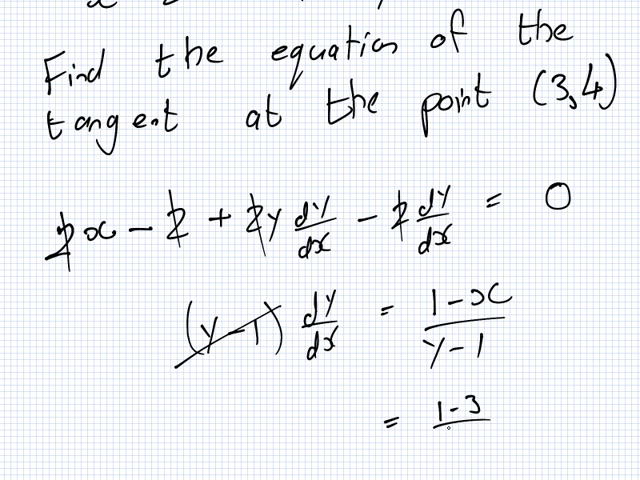 Find the equation of the
tangent at the point (3,4)
2x - 2 + 2y dy/dx - 2 dy/dx = 0
(y-1) dy/dx = 1-x / y-1
= 1-3